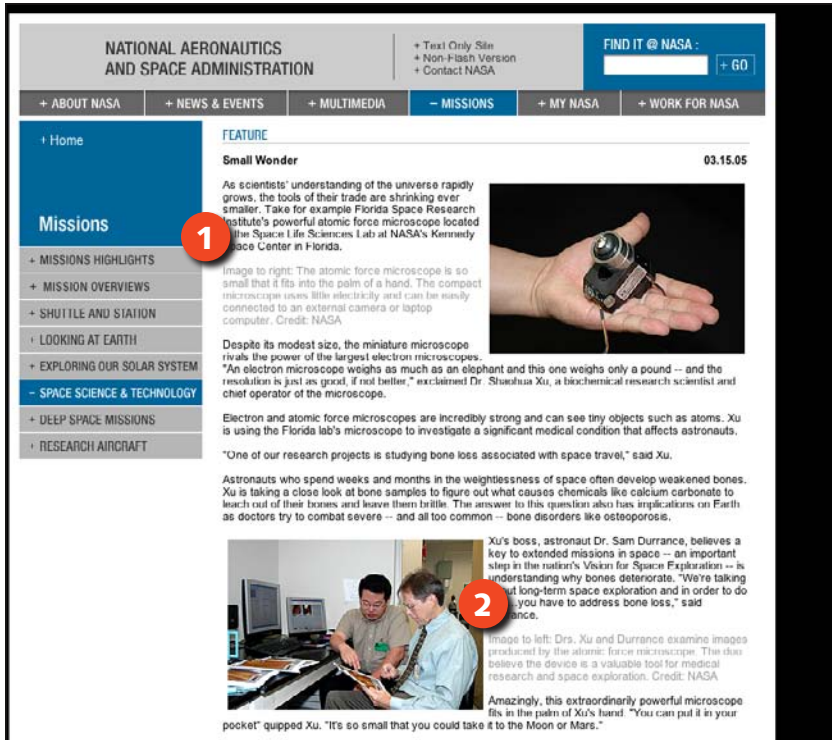 NATIONAL AERONAUTICS
AND SPACE ADMINISTRATION
+ Text Only Site
+ Non-Flash Version
+ Contact NASA
FIND IT @ NASA :
+ GO
+ ABOUT NASA
+ NEWS & EVENTS
+ MULTIMEDIA
− MISSIONS
+ MY NASA
+ WORK FOR NASA
+ Home
Missions
1
+ MISSIONS HIGHLIGHTS
+ MISSION OVERVIEWS
+ SHUTTLE AND STATION
+ LOOKING AT EARTH
+ EXPLORING OUR SOLAR SYSTEM
− SPACE SCIENCE & TECHNOLOGY
+ DEEP SPACE MISSIONS
+ RESEARCH AIRCRAFT
FEATURE
Small Wonder
03.15.05
As scientists' understanding of the universe rapidly
grows, the tools of their trade are shrinking ever
smaller. Take for example Florida Space Research
Institute's powerful atomic force microscope located
the Space Life Sciences Lab at NASA's Kennedy
Space Center in Florida.
Image to right: The atomic force microscope is so
small that it fits into the palm of a hand. The compact
microscope uses little electricity and can be easily
connected to an external camera or laptop
computer. Credit: NASA
Despite its modest size, the miniature microscope
rivals the power of the largest electron microscopes.
"An electron microscope weighs as much as an elephant and this one weighs only a pound -- and the
resolution is just as good, if not better," exclaimed Dr. Shaohua Xu, a biochemical research scientist and
chief operator of the microscope.
Electron and atomic force microscopes are incredibly strong and can see tiny objects such as atoms. Xu
is using the Florida lab's microscope to investigate a significant medical condition that affects astronauts.
"One of our research projects is studying bone loss associated with space travel," said Xu.
Astronauts who spend weeks and months in the weightlessness of space often develop weakened bones.
Xu is taking a close look at bone samples to figure out what causes chemicals like calcium carbonate to
leach out of their bones and leave them brittle. The answer to this question also has implications on Earth
as doctors try to combat severe -- and all too common -- bone disorders like osteoporosis.
Xu's boss, astronaut Dr. Sam Durrance, believes a
key to extended missions in space -- an important
step in the nation's Vision for Space Exploration -- is
understanding why bones deteriorate. "We're talking
long-term space exploration and in order to do
...you have to address bone loss," said
2
Image to left: Drs. Xu and Durrance examine images
produced by the atomic force microscope. The duo
believe the device is a valuable tool for medical
research and space exploration. Credit: NASA
Amazingly, this extraordinarily powerful microscope
fits in the palm of Xu's hand. "You can put it in your
pocket" quipped Xu. "It's so small that you could take it to the Moon or Mars."